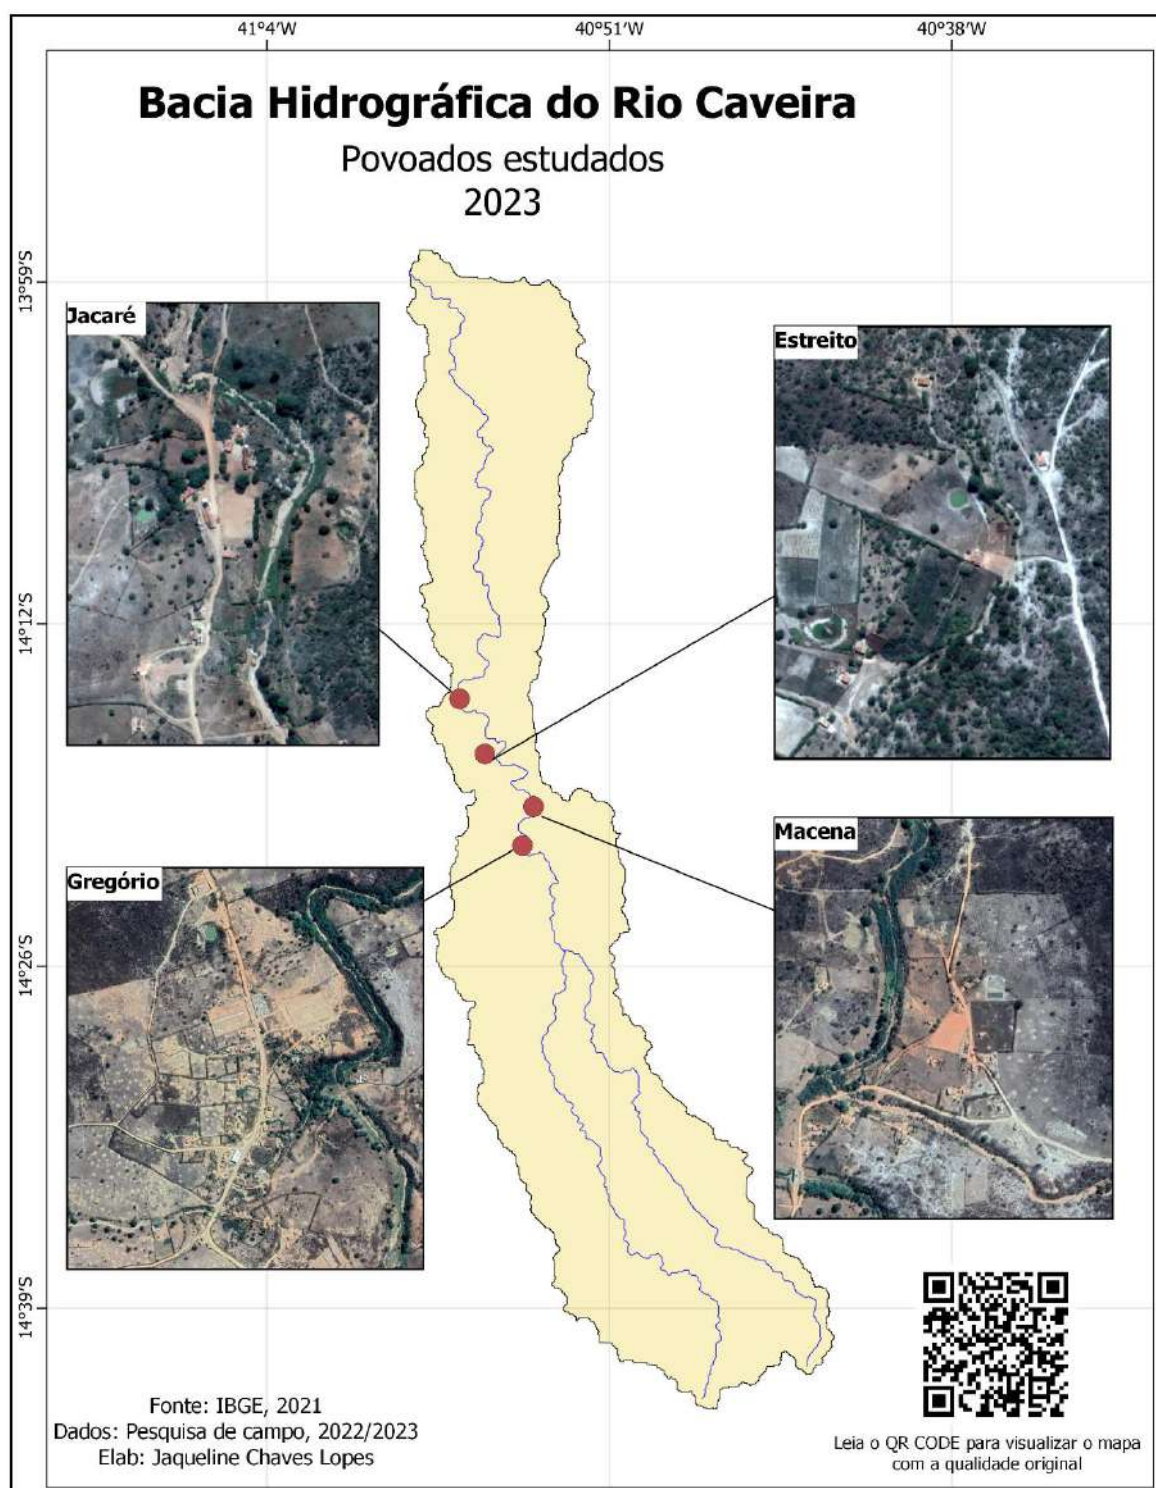 41°4′W
40°51′W
40°38′W
Bacia Hidrográfica do Rio Caveira
Povoados estudados
2023
13°59′S
Jacaré
Estreito
14°12′S
Macena
Gregório
14°26′S
14°39′S
Fonte: IBGE, 2021
Dados: Pesquisa de campo, 2022/2023
Elab: Jaqueline Chaves Lopes
Leia o QR CODE para visualizar o mapa
com a qualidade original